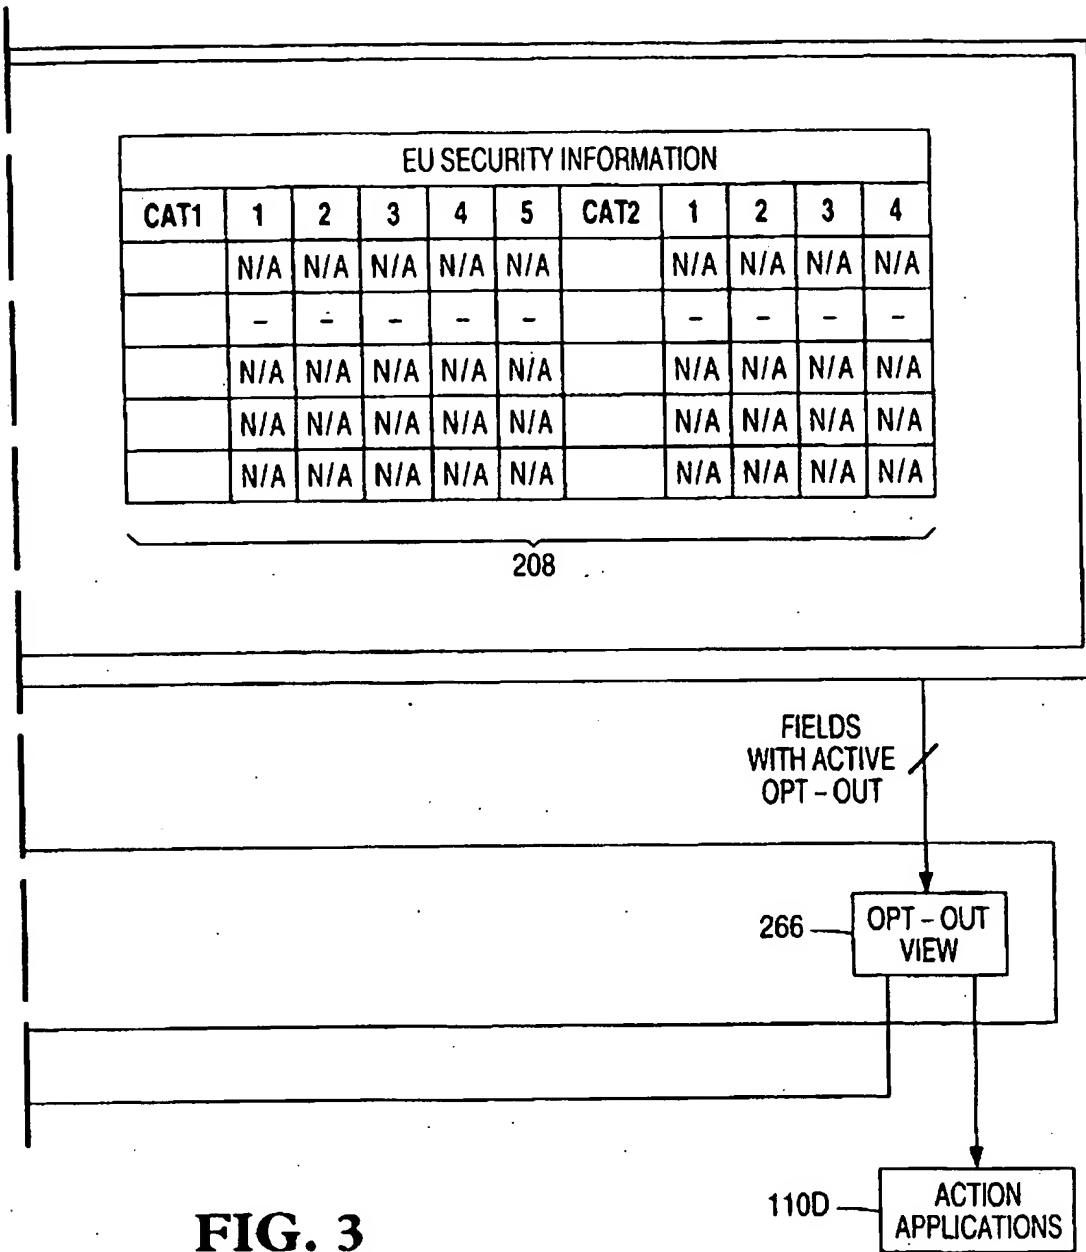 EU SECURITY INFORMATION
CAT1 1 2 3 4 5 CAT2 1 2 3 4
N/A N/A N/A N/A N/A N/A N/A N/A N/A
– – – – – – – – –
N/A N/A N/A N/A N/A N/A N/A N/A N/A
N/A N/A N/A N/A N/A N/A N/A N/A N/A
N/A N/A N/A N/A N/A N/A N/A N/A N/A
208
FIELDS
WITH ACTIVE
OPT – OUT
266
OPT – OUT
VIEW
110D
ACTION
APPLICATIONS
FIG. 3